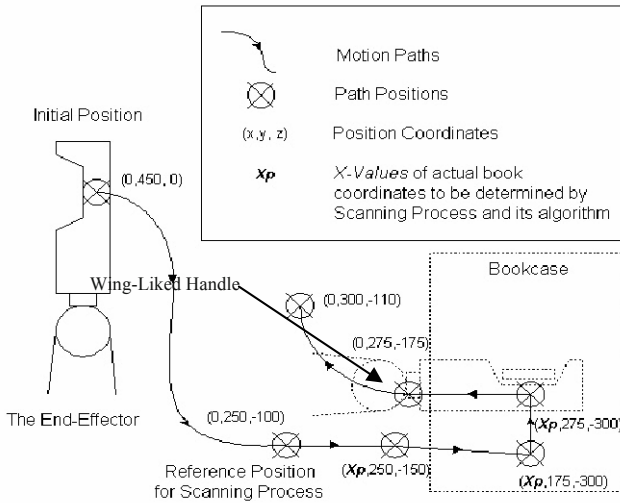 Motion Paths
Path Positions
(x,y, z)
Position Coordinates
Xp
X-Values of actual book
coordinates to be determined by
Scanning Process and its algorithm
Initial Position
(0,450, 0)
Bookcase
Wing-Liked Handle
(0,300,-110)
(0,275,-175)
The End-Effector
(0,250,-100)
(Xp,275,-300)
Reference Position
for Scanning Process
(Xp,250,-150)
(Xp,175,-300)